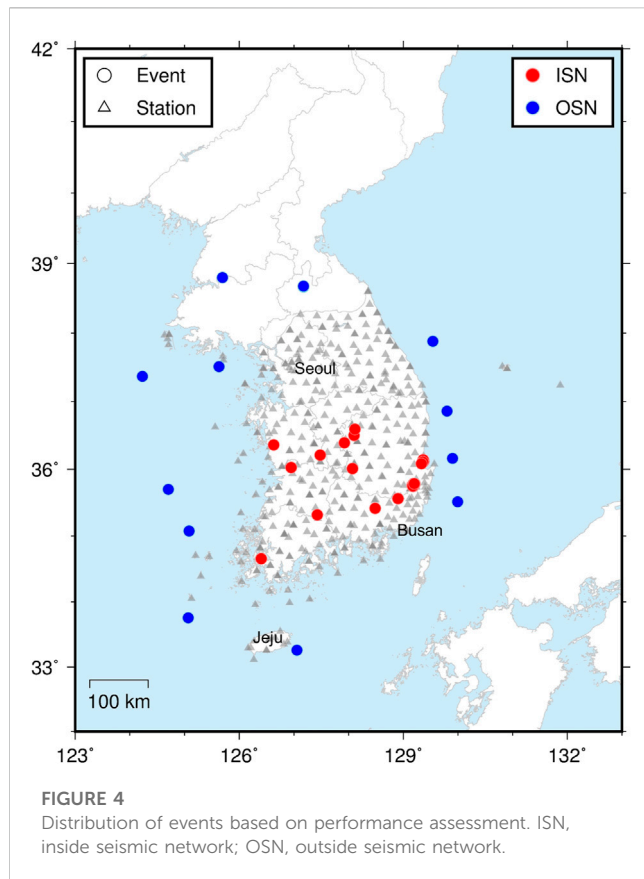 42°
Event
Station
ISN
OSN
39°
Seoul
36°
Busan
Jeju
33°
100 km
123°
126°
129°
132°
FIGURE 4
Distribution of events based on performance assessment. ISN,
inside seismic network; OSN, outside seismic network.